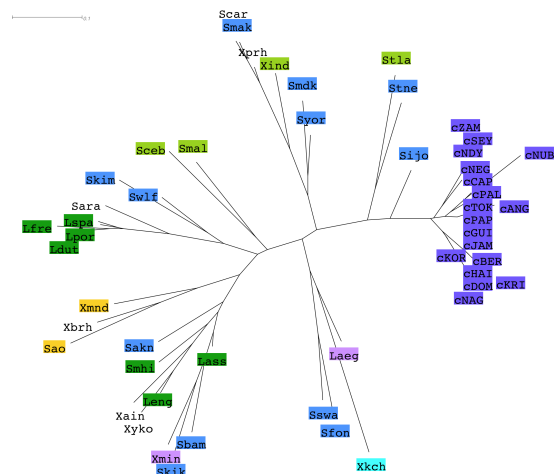 Scar
Smak
Xprh
Xind
Stla
Smdk
Stne
Syor
cZAM
cSEY
cNDY
cNUB
Sceb
Smal
Sijo
cNEG
cCAP
cPAL
Skim
Swlf
Sara
cTOK
cANG
cPAP
Lspa
Lfre
Lpor
cGUI
cJAM
Ldut
cKOR
cBER
cHAI
cDOM
cKRI
cNAG
Xmnd
Xbrh
Sao
Sakn
Laeg
Lass
Smhi
Leng
Xain
Xyko
Sswa
Sfon
Sbam
Xmin
Xkch